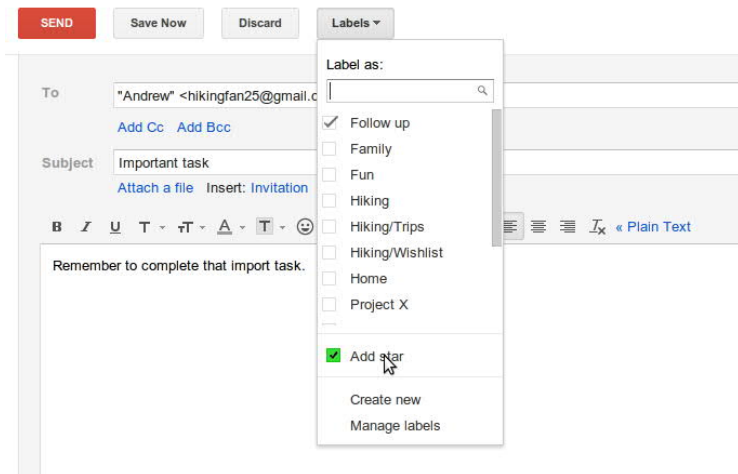 SEND Save Now Discard Labels
Label as:
To "Andrew" <hikingfan25@gmail.c
Add Cc Add Bcc
Subject Important task
Attach a file Insert: Invitation
B I U T T A T Tx « Plain Text
Remember to complete that import task.
Follow up
Family
Fun
Hiking
Hiking/Trips
Hiking/Wishlist
Home
Project X
Add star
Create new
Manage labels